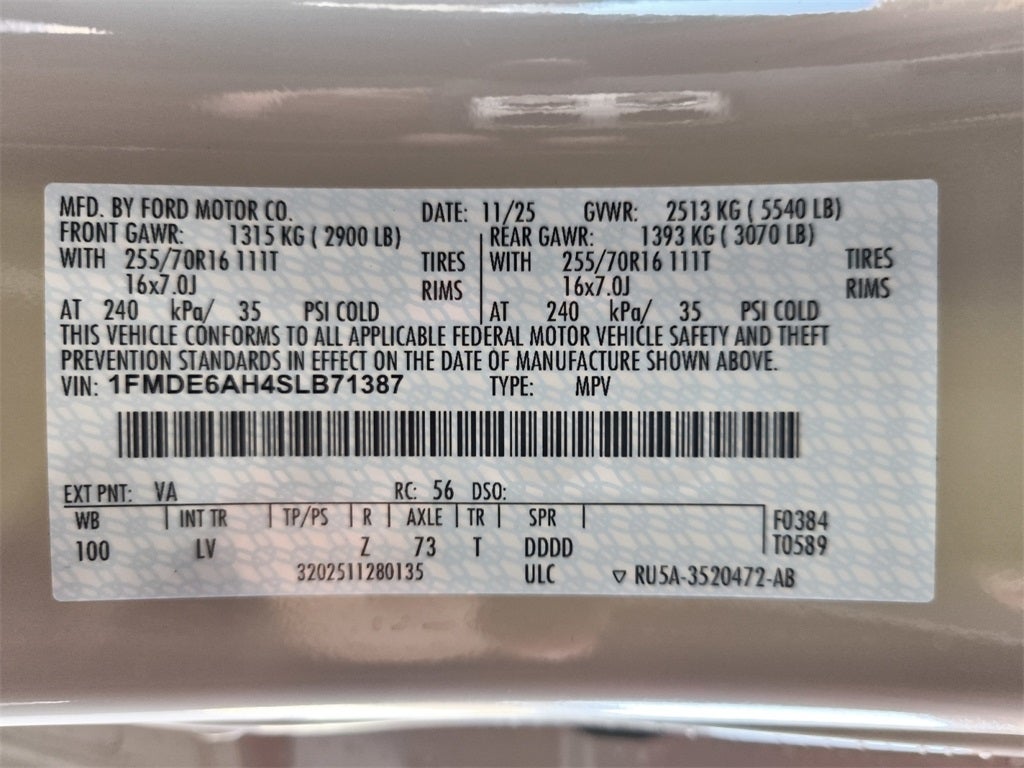 MFD. BY FORD MOTOR CO. DATE: 11/25 GVWR: 2513 KG ( 5540 LB)
FRONT GAWR: 1315 KG ( 2900 LB) REAR GAWR: 1393 KG ( 3070 LB)
WITH 255/70R16 111T TIRES WITH 255/70R16 111T TIRES
16x7.0J RIMS 16x7.0J RIMS
AT 240 kPa/ 35 PSI COLD AT 240 kPa/ 35 PSI COLD
THIS VEHICLE CONFORMS TO ALL APPLICABLE FEDERAL MOTOR VEHICLE SAFETY AND THEFT
PREVENTION STANDARDS IN EFFECT ON THE DATE OF MANUFACTURE SHOWN ABOVE.
VIN: 1FMDE6AH4SLB71387 TYPE: MPV
EXT PNT: VA RC: 56 DSO:
WB INT TR TP/PS R AXLE TR SPR F0384
100 LV Z 73 T DDDD T0589
3202511280135 ULC ▽ RU5A-3520472-AB